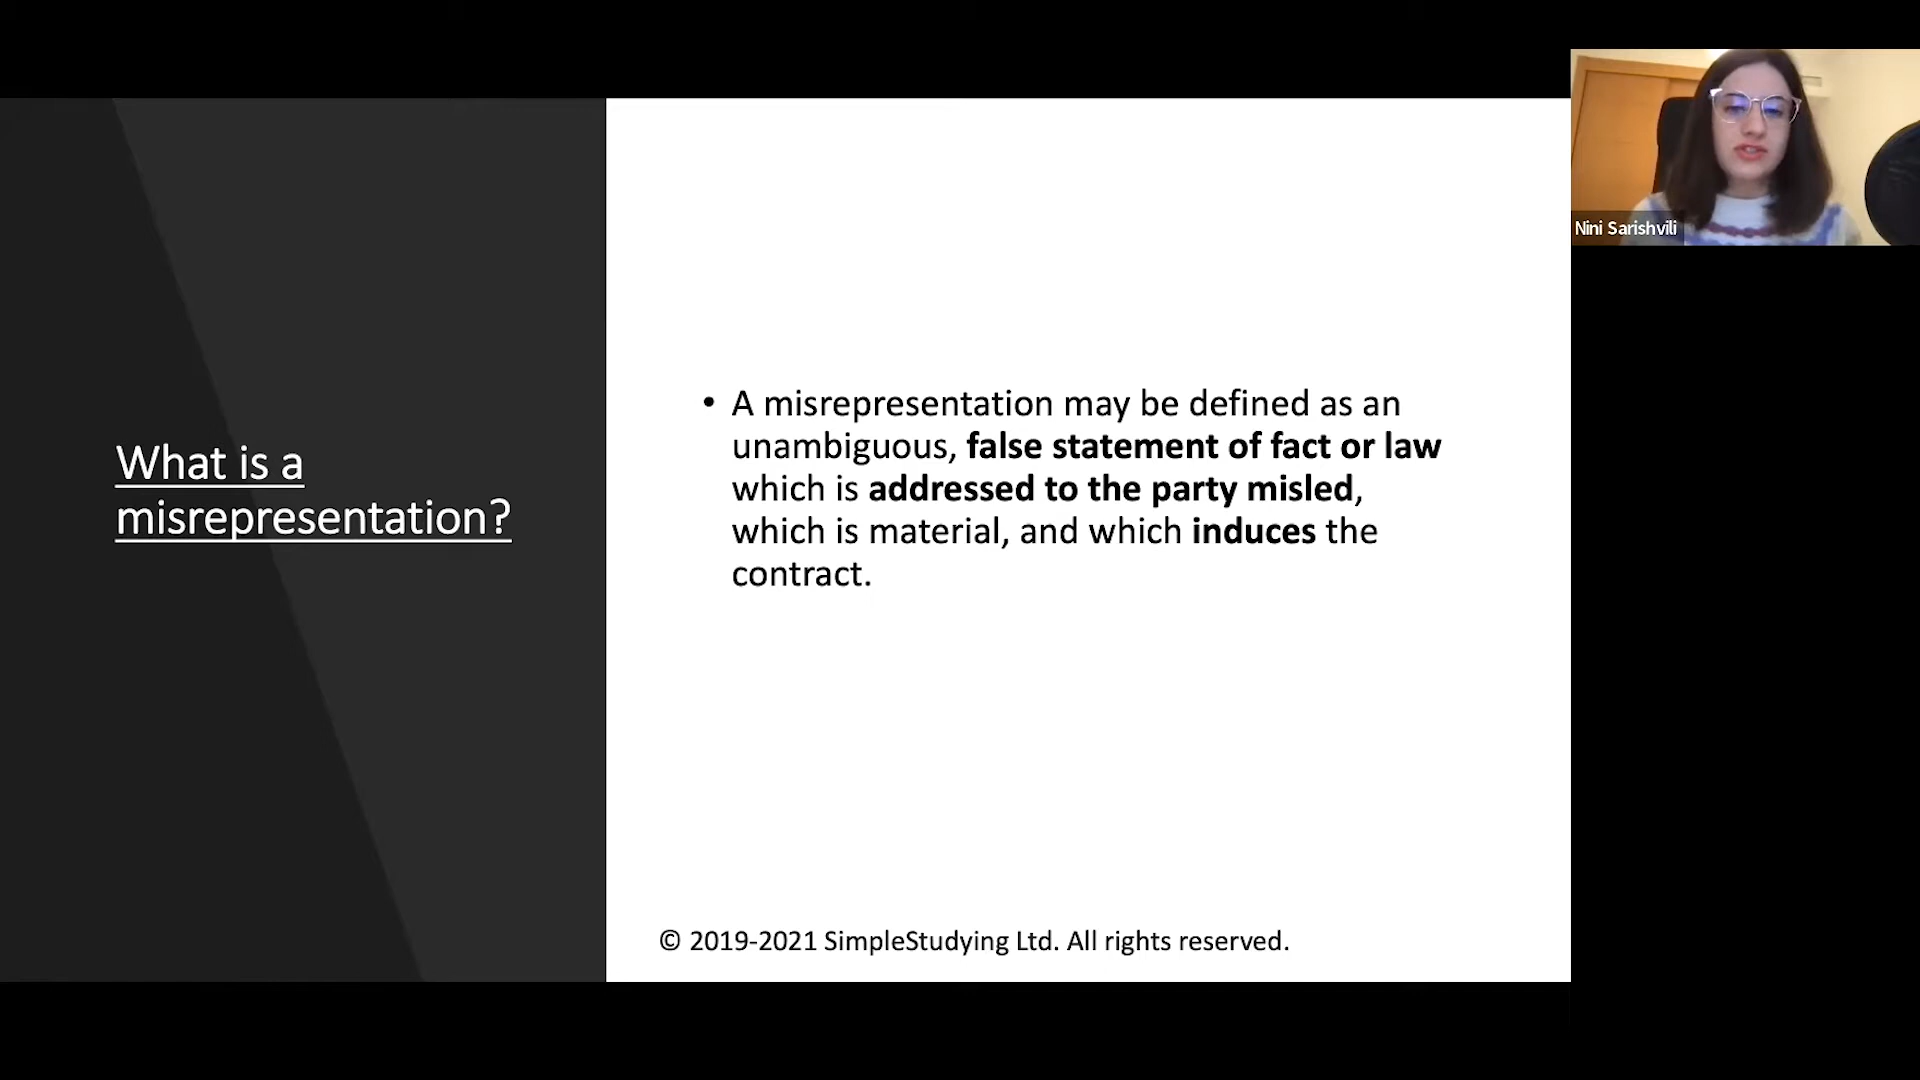 What is a
misrepresentation?
• A misrepresentation may be defined as an
unambiguous, false statement of fact or law
which is addressed to the party misled,
which is material, and which induces the
contract.
© 2019-2021 SimpleStudying Ltd. All rights reserved.
Nini Sarishvili